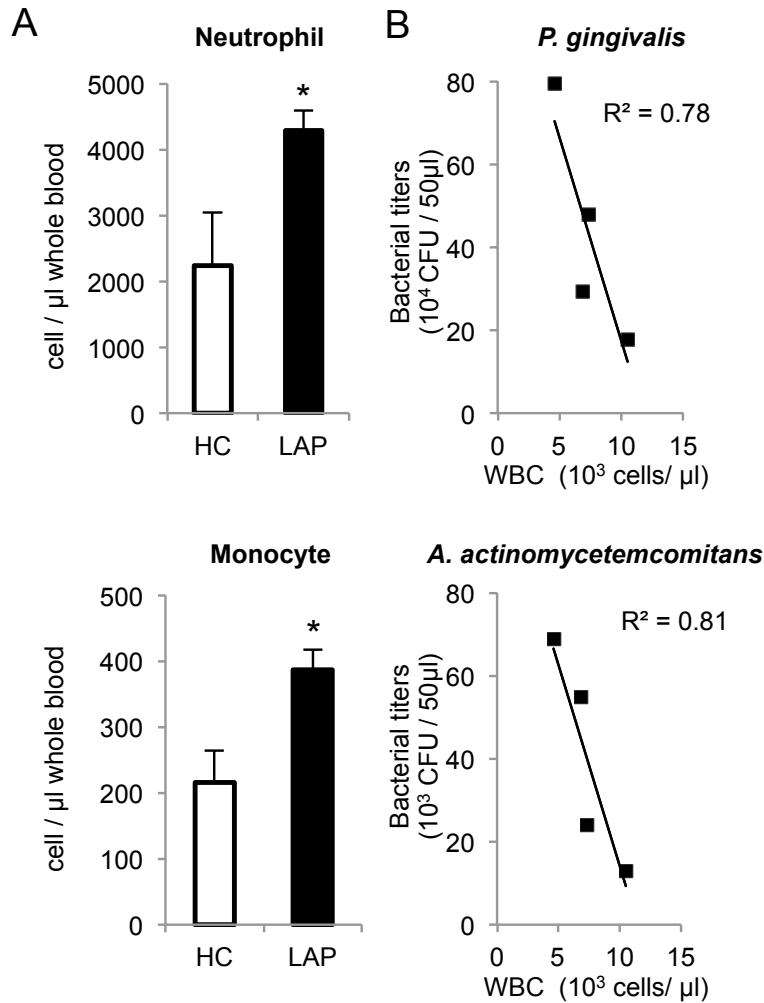 A
Neutrophil
5000
4000
3000
2000
1000
0
cell / µl whole blood
*
HC LAP
B
P. gingivalis
80
60
40
20
0
Bacterial titers
(10⁴ CFU / 50µl)
R² = 0.78
0 5 10 15
WBC (10³ cells/ µl)
Monocyte
500
400
300
200
100
0
cell / µl whole blood
*
HC LAP
A. actinomycetemcomitans
80
60
40
20
0
Bacterial titers
(10³ CFU / 50µl)
R² = 0.81
0 5 10 15
WBC (10³ cells/ µl)